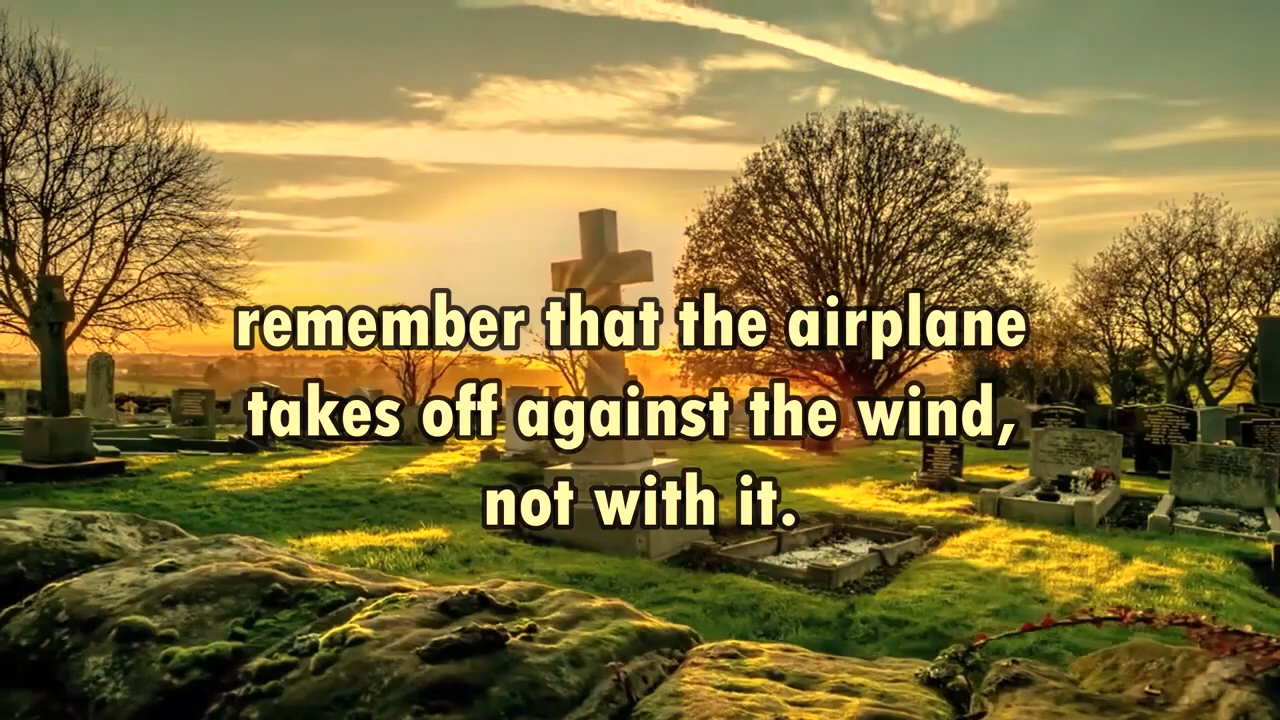 remember that the airplane
takes off against the wind,
not with it.